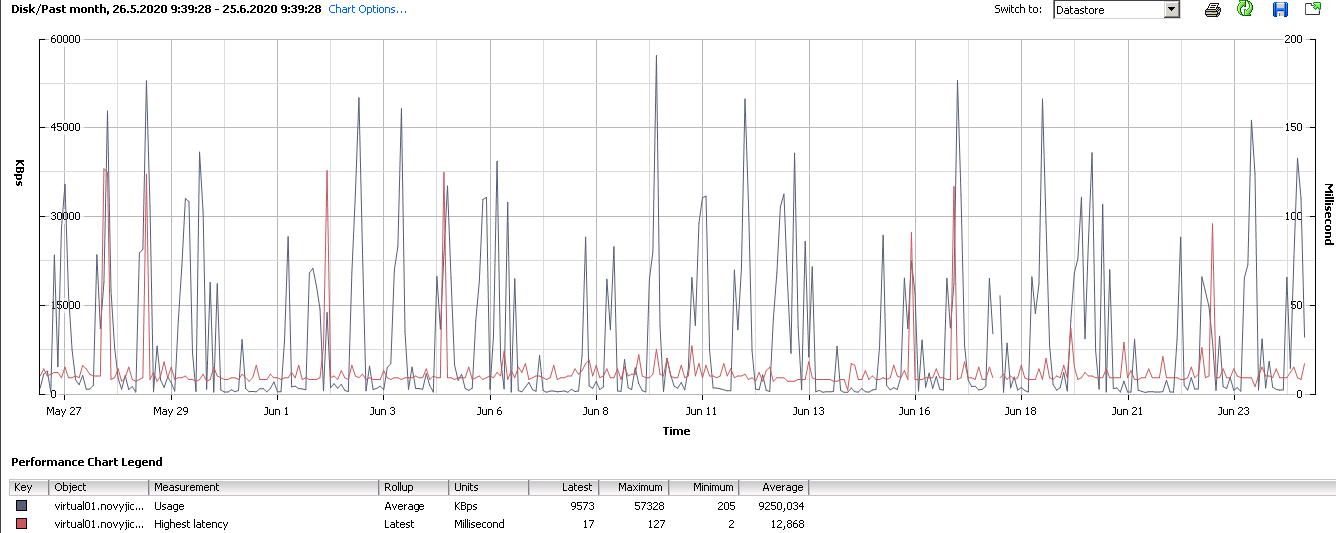 Disk/Past month, 26.5.2020 9:39:28 - 25.6.2020 9:39:28 Chart Options... Switch to: Datastore
60000 200
45000 150
KBps Millisecond
30000 100
15000 50
0 0
May 27 May 29 Jun 1 Jun 3 Jun 6 Jun 8 Jun 11 Jun 13 Jun 16 Jun 18 Jun 21 Jun 23
Time
Performance Chart Legend
Key Object Measurement Rollup Units Latest Maximum Minimum Average
virtual01.novyjic... Usage Average KBps 9573 57328 205 9250,034
virtual01.novyjic... Highest latency Latest Millisecond 17 127 2 12,868